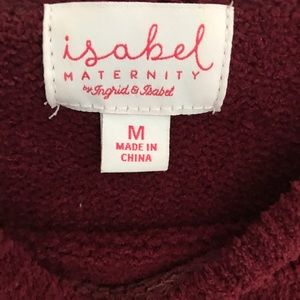 isabel
MATERNITY
by Ingrid & Isabel
M
MADE IN
CHINA